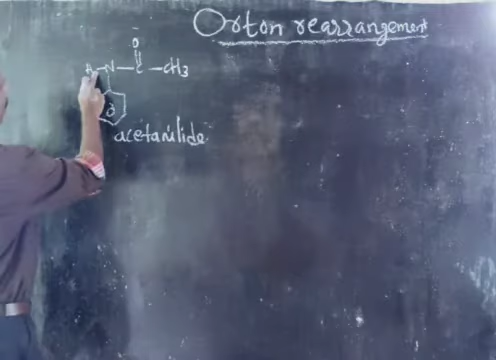 Orton rearrangement
O
H-N-C-CH3
acetanilide